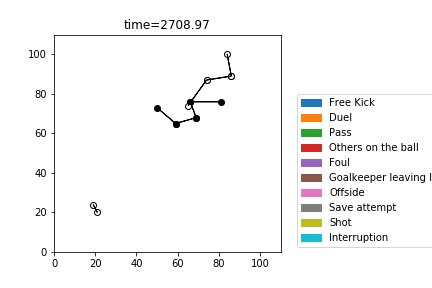 time=2708.97
100
80
60
40
20
0
0
20
40
60
80
100
Free Kick
Duel
Pass
Others on the ball
Foul
Goalkeeper leaving l
Offside
Save attempt
Shot
Interruption